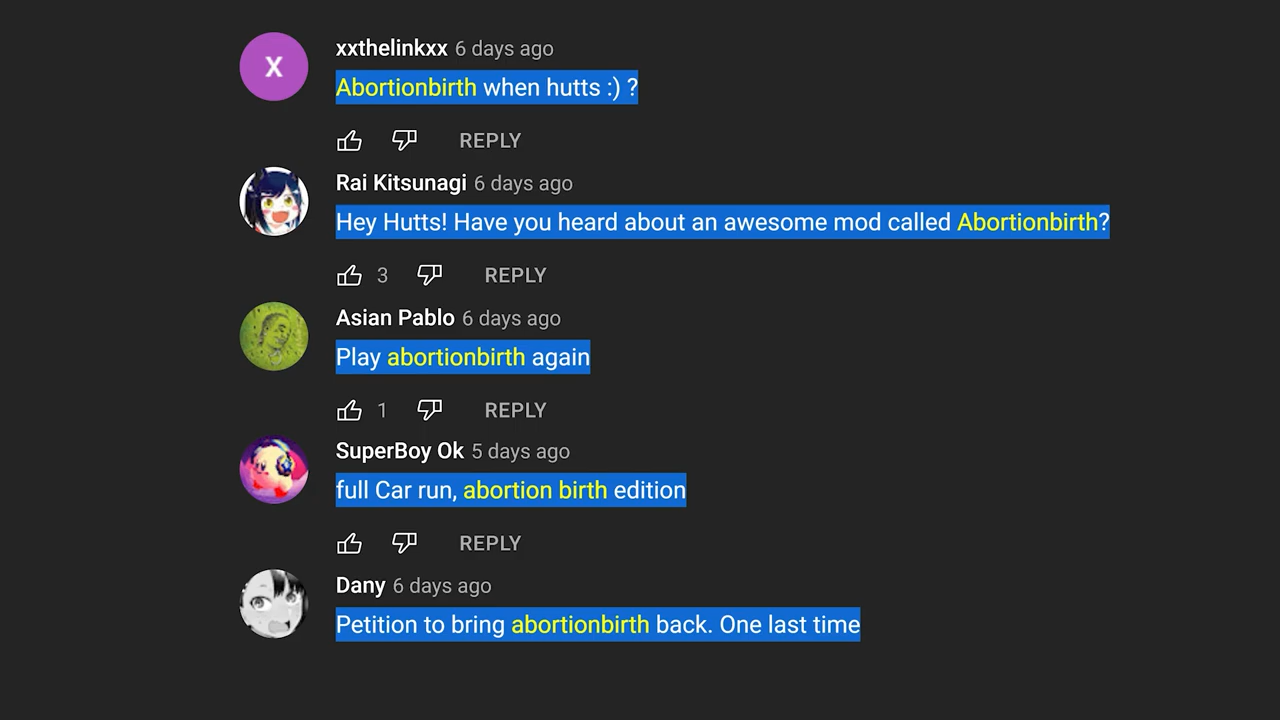 X
xxthelinkxx 6 days ago
Abortionbirth when hutts :) ?
REPLY
Rai Kitsunagi 6 days ago
Hey Hutts! Have you heard about an awesome mod called Abortionbirth?
3 REPLY
Asian Pablo 6 days ago
Play abortionbirth again
1 REPLY
SuperBoy Ok 5 days ago
full Car run, abortion birth edition
REPLY
Dany 6 days ago
Petition to bring abortionbirth back. One last time